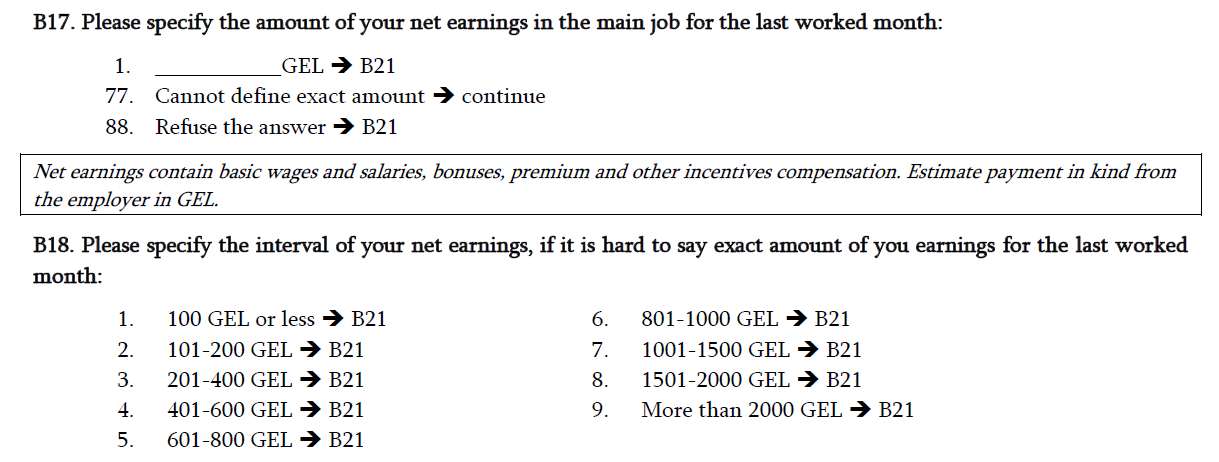 B17. Please specify the amount of your net earnings in the main job for the last worked month:
1. ____________GEL ➔ B21
77. Cannot define exact amount ➔ continue
88. Refuse the answer ➔ B21
Net earnings contain basic wages and salaries, bonuses, premium and other incentives compensation. Estimate payment in kind from
the employer in GEL.
B18. Please specify the interval of your net earnings, if it is hard to say exact amount of you earnings for the last worked
month:
1. 100 GEL or less ➔ B21
2. 101-200 GEL ➔ B21
3. 201-400 GEL ➔ B21
4. 401-600 GEL ➔ B21
5. 601-800 GEL ➔ B21
6. 801-1000 GEL ➔ B21
7. 1001-1500 GEL ➔ B21
8. 1501-2000 GEL ➔ B21
9. More than 2000 GEL ➔ B21